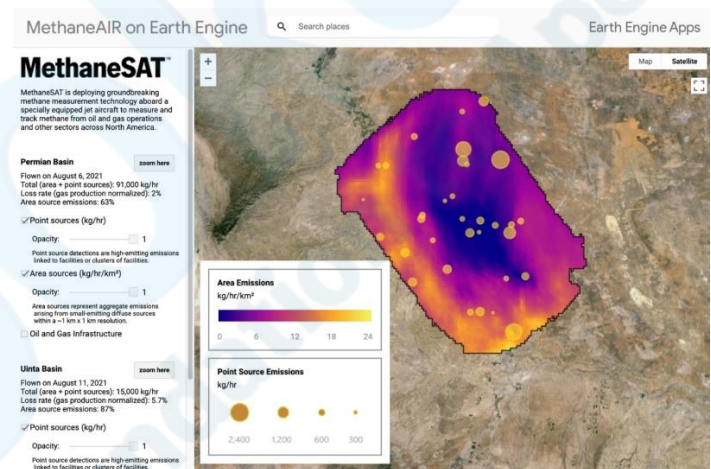 MethaneAIR on Earth Engine
Search places
Earth Engine Apps
MethaneSAT™
MethaneSAT is deploying groundbreaking
methane measurement technology aboard a
specially equipped jet aircraft to measure and
track methane from oil and gas operations
and other sectors across North America.
Permian Basin
zoom here
Flown on August 6, 2021
Total (area + point sources): 91,000 kg/hr
Loss rate (gas production normalized): 2%
Area source emissions: 63%
Point sources (kg/hr)
Opacity: 1
Point source detections are high-emitting emissions
linked to facilities or clusters of facilities.
Area sources (kg/hr/km²)
Opacity: 1
Area sources represent aggregate emissions
arising from small-emitting diffuse sources
within a ~1 km x 1 km resolution.
Oil and Gas Infrastructure
Uinta Basin
zoom here
Flown on August 11, 2021
Total (area + point sources): 15,000 kg/hr
Loss rate (gas production normalized): 5.7%
Area source emissions: 87%
Point sources (kg/hr)
Opacity: 1
Point source detections are high-emitting emissions
linked to facilities or clusters of facilities.
+
−
Map Satellite
Area Emissions
kg/hr/km²
0 6 12 18 24
Point Source Emissions
kg/hr
2,400 1,200 600 300